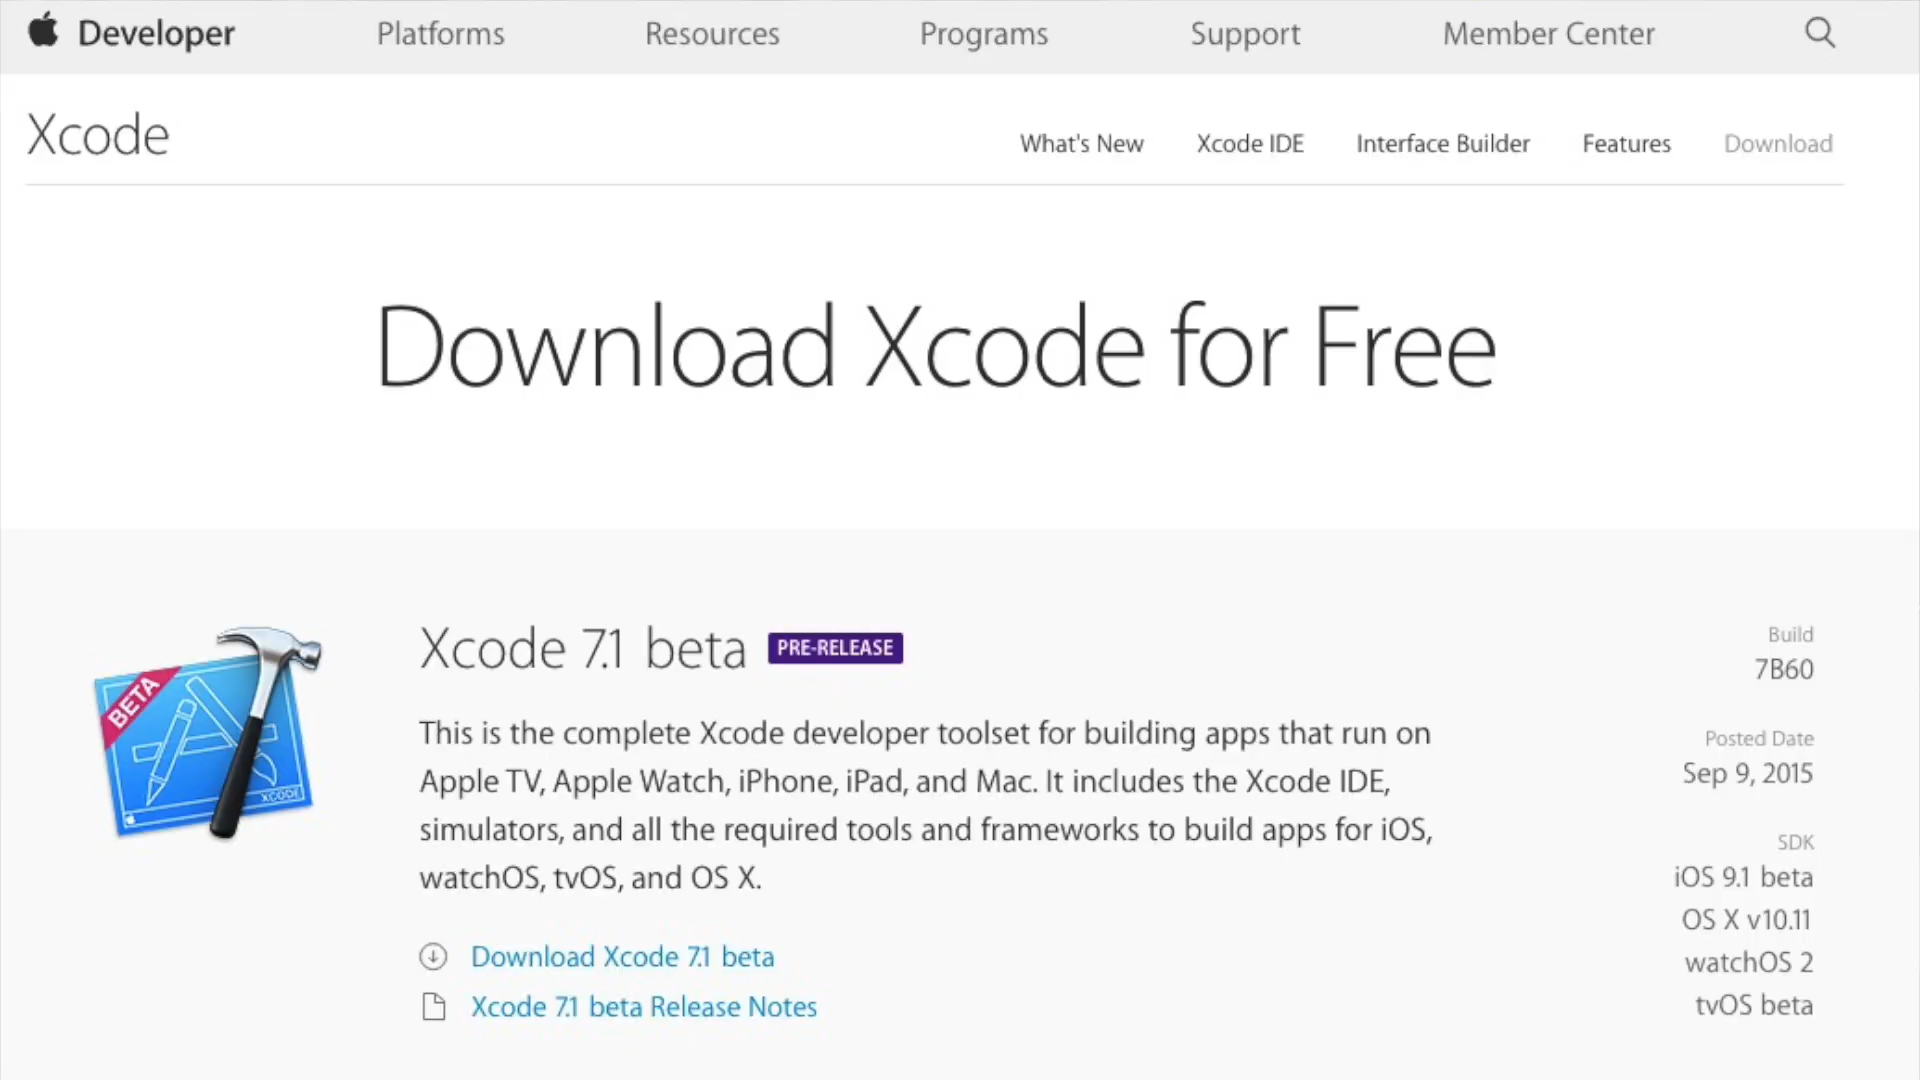 Developer
Platforms
Resources
Programs
Support
Member Center
Xcode
What's New
Xcode IDE
Interface Builder
Features
Download
Download Xcode for Free
BETA
XCODE
Xcode 7.1 beta
PRE-RELEASE
This is the complete Xcode developer toolset for building apps that run on
Apple TV, Apple Watch, iPhone, iPad, and Mac. It includes the Xcode IDE,
simulators, and all the required tools and frameworks to build apps for iOS,
watchOS, tvOS, and OS X.
Download Xcode 7.1 beta
Xcode 7.1 beta Release Notes
Build
7B60
Posted Date
Sep 9, 2015
SDK
iOS 9.1 beta
OS X v10.11
watchOS 2
tvOS beta